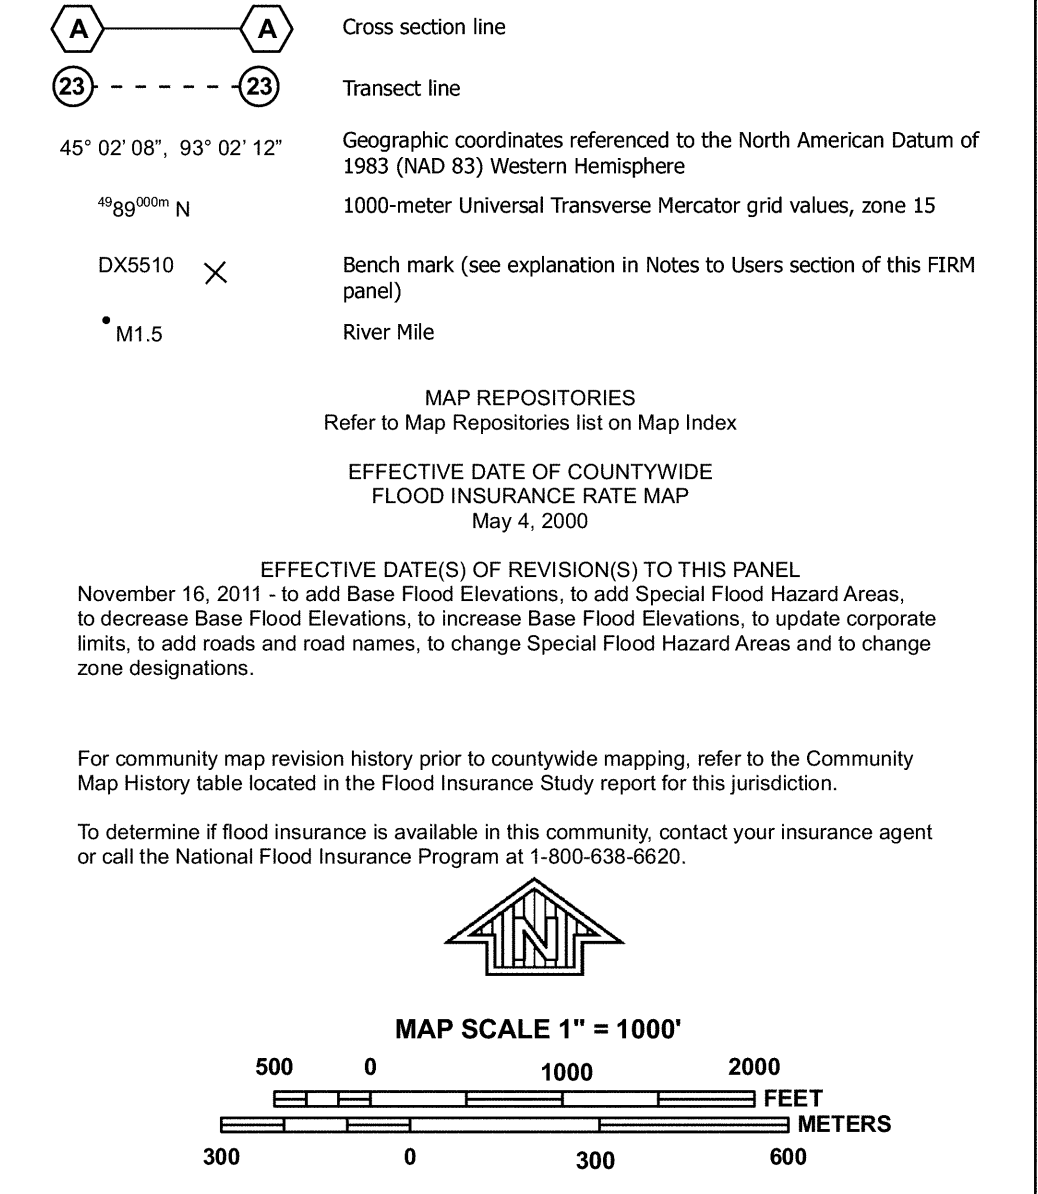 A A Cross section line
23 23 Transect line
45° 02’ 08”, 93° 02’ 12” Geographic coordinates referenced to the North American Datum of
1983 (NAD 83) Western Hemisphere
4989000m N 1000-meter Universal Transverse Mercator grid values, zone 15
DX5510 Bench mark (see explanation in Notes to Users section of this FIRM
panel)
M1.5 River Mile
MAP REPOSITORIES
Refer to Map Repositories list on Map Index
EFFECTIVE DATE OF COUNTYWIDE
FLOOD INSURANCE RATE MAP
May 4, 2000
EFFECTIVE DATE(S) OF REVISION(S) TO THIS PANEL
November 16, 2011 - to add Base Flood Elevations, to add Special Flood Hazard Areas,
to decrease Base Flood Elevations, to increase Base Flood Elevations, to update corporate
limits, to add roads and road names, to change Special Flood Hazard Areas and to change
zone designations.
For community map revision history prior to countywide mapping, refer to the Community
Map History table located in the Flood Insurance Study report for this jurisdiction.
To determine if flood insurance is available in this community, contact your insurance agent
or call the National Flood Insurance Program at 1-800-638-6620.
N
MAP SCALE 1" = 1000'
500 0 1000 2000
FEET
METERS
300 0 300 600